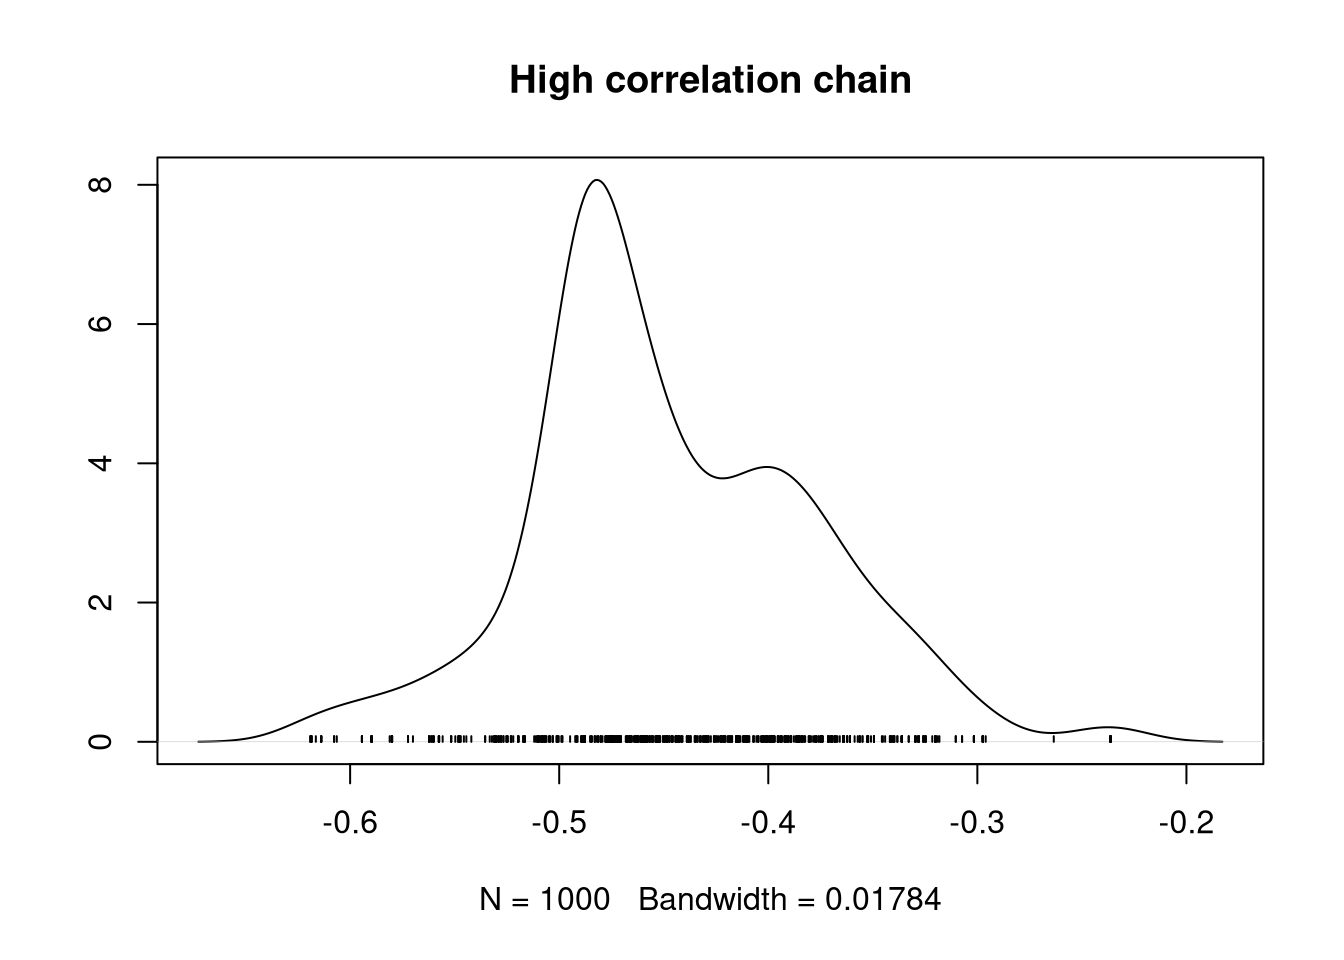 High correlation chain
8
6
4
2
0
-0.6 -0.5 -0.4 -0.3 -0.2
N = 1000 Bandwidth = 0.01784